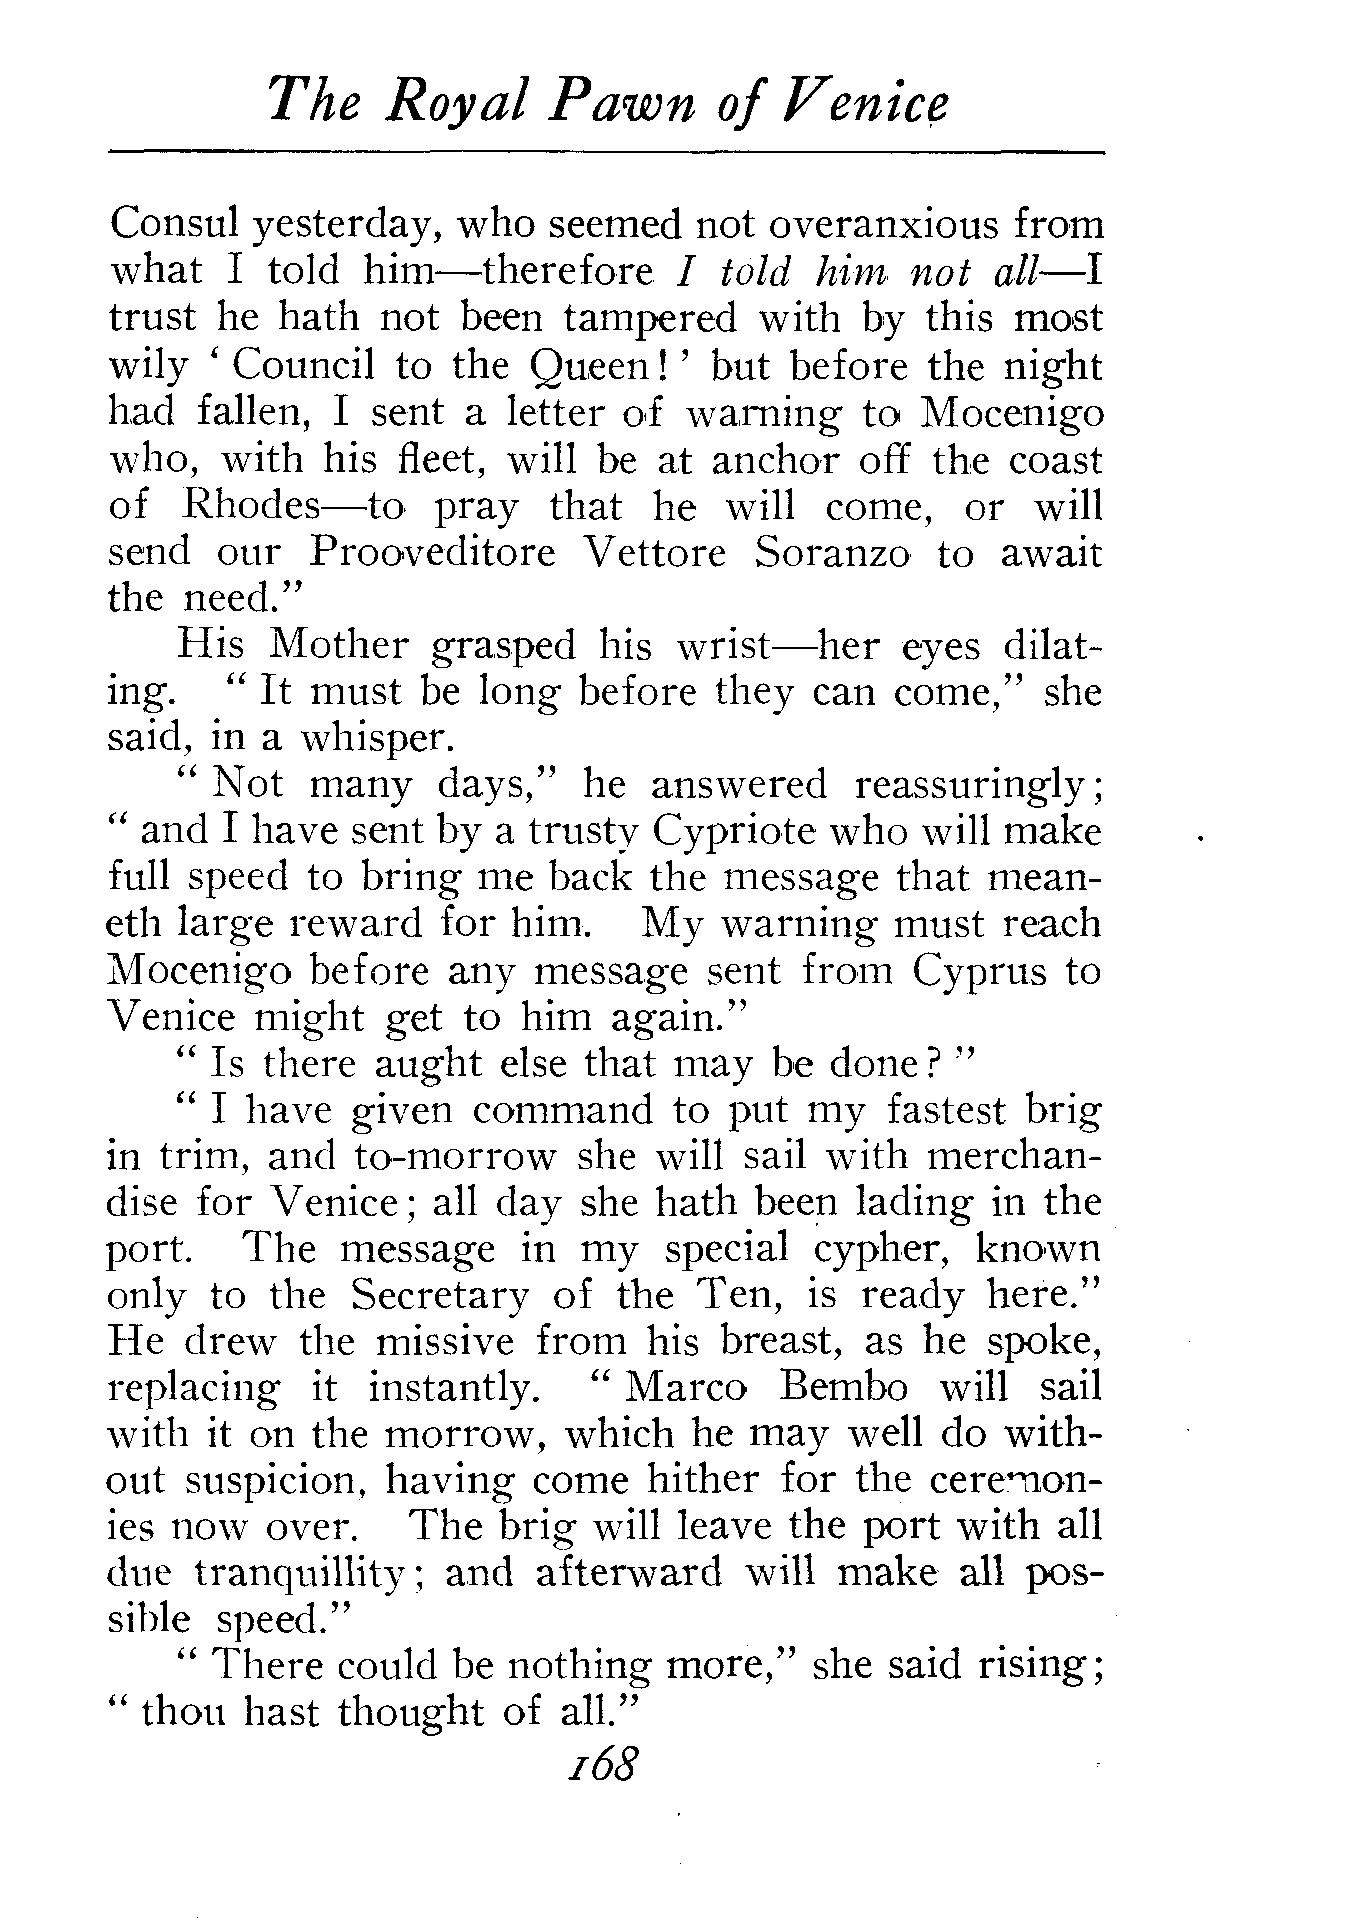 The Royal Pawn of Venice
Consul yesterday, who seemed not overanxious from
what I told him—therefore I told him not all—I
trust he hath not been tampered with by this most
wily ‘ Council to the Queen! ’ but before the night
had fallen, I sent a letter of warning to Mocenigo
who, with his fleet, will be at anchor off the coast
of Rhodes—to pray that he will come, or will
send our Prooveditore Vettore Soranzo to await
the need.”
His Mother grasped his wrist—her eyes dilat-
ing. “ It must be long before they can come,” she
said, in a whisper.
“ Not many days,” he answered reassuringly;
“ and I have sent by a trusty Cypriote who will make
full speed to bring me back the message that mean-
eth large reward for him. My warning must reach
Mocenigo before any message sent from Cyprus to
Venice might get to him again.”
“ Is there aught else that may be done? ”
“ I have given command to put my fastest brig
in trim, and to-morrow she will sail with merchan-
dise for Venice; all day she hath been lading in the
port. The message in my special cypher, known
only to the Secretary of the Ten, is ready here.”
He drew the missive from his breast, as he spoke,
replacing it instantly. “ Marco Bembo will sail
with it on the morrow, which he may well do with-
out suspicion, having come hither for the ceremon-
ies now over. The brig will leave the port with all
due tranquillity; and afterward will make all pos-
sible speed.”
“ There could be nothing more,” she said rising;
“ thou hast thought of all.”
168